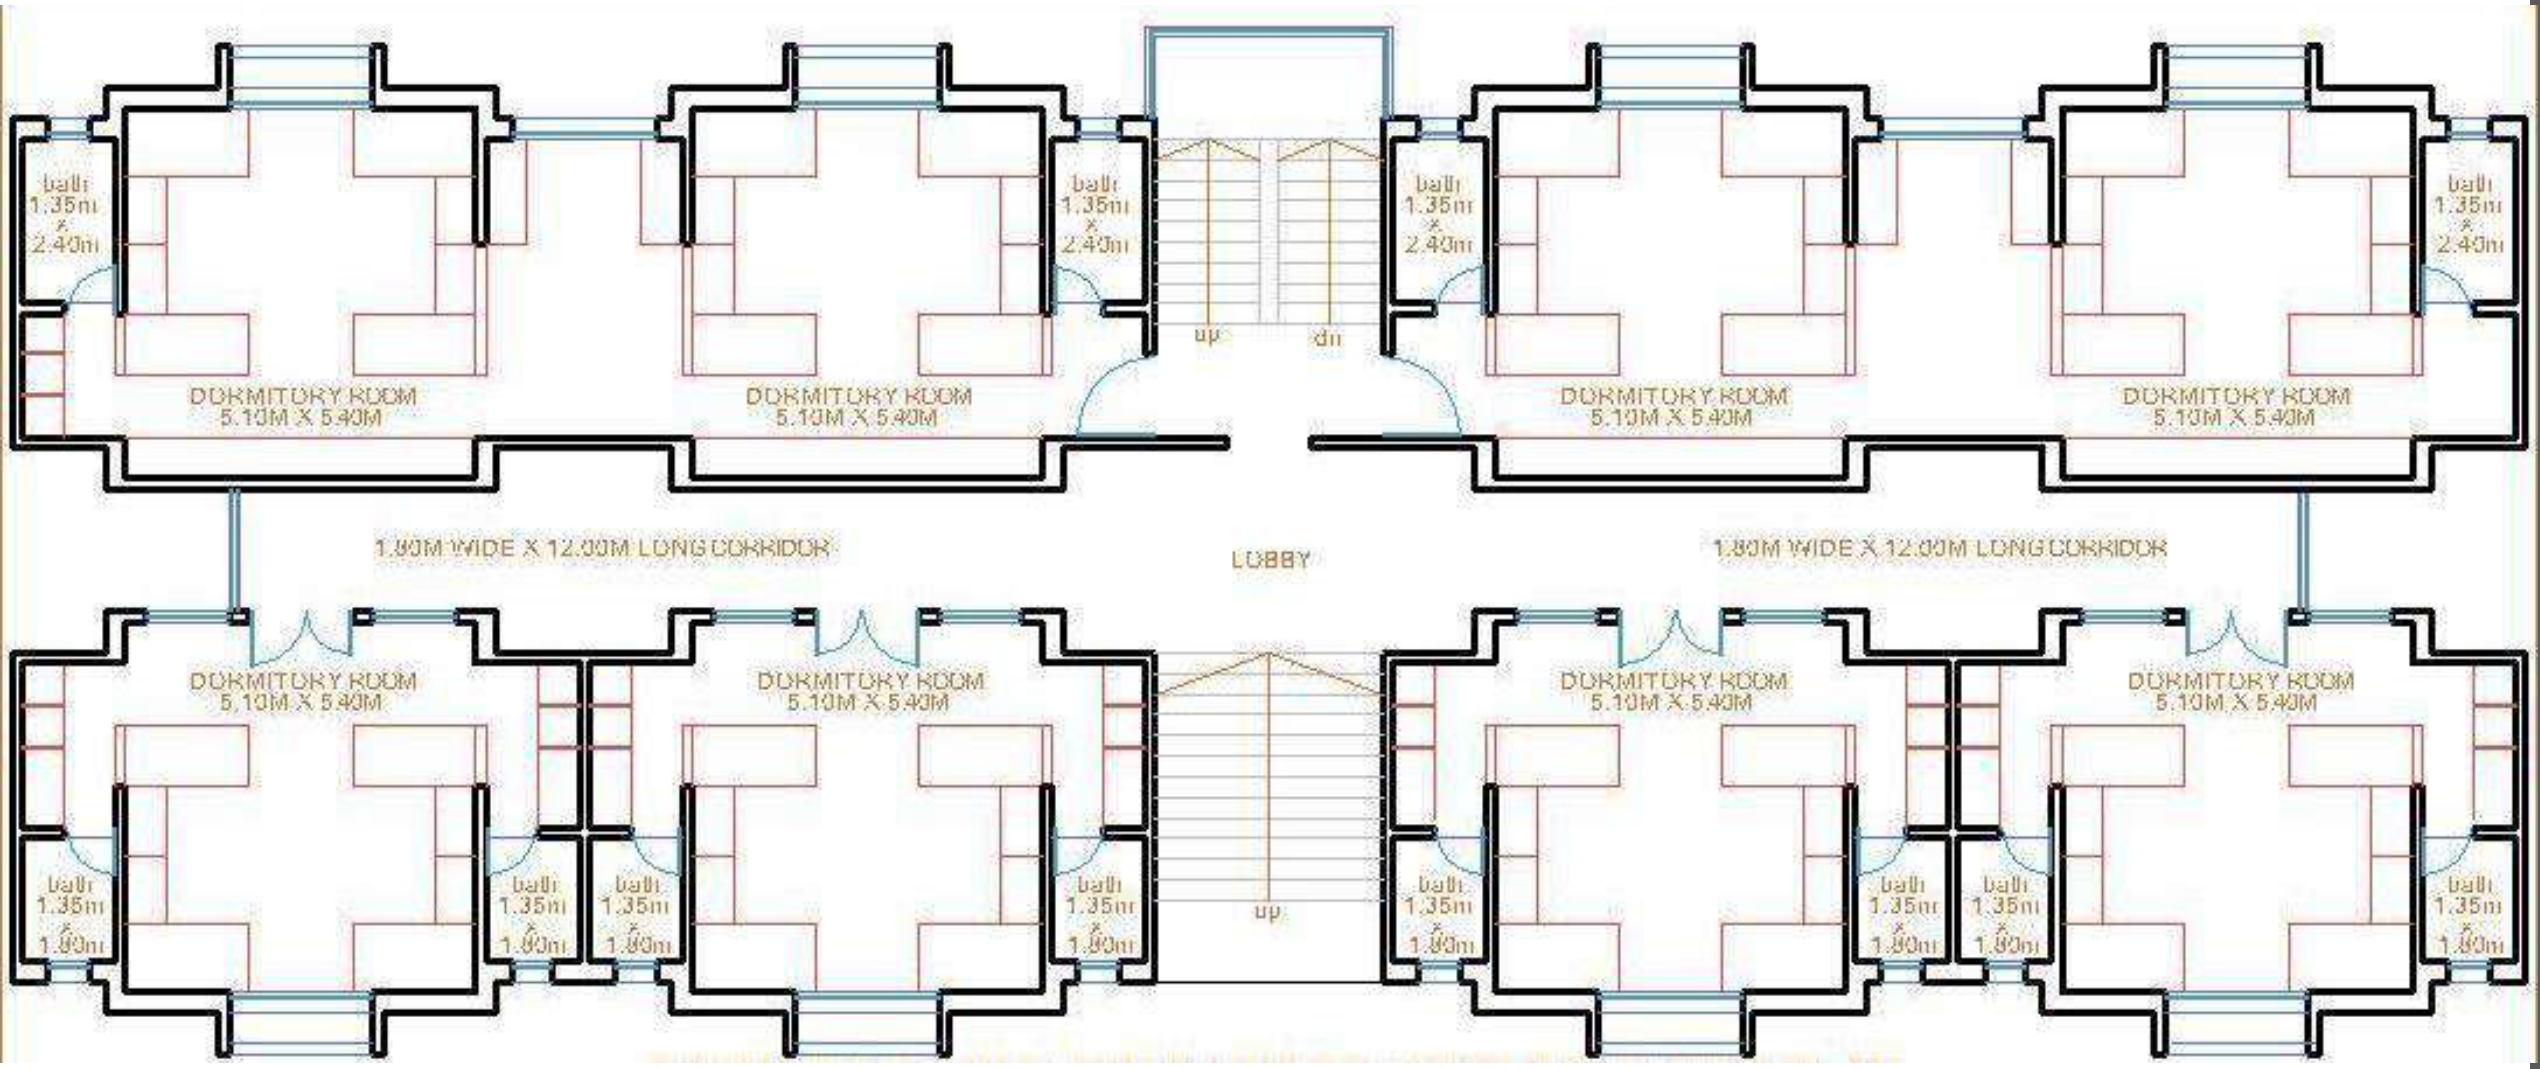 bath
1.35m
x
2.40m
bath
1.35m
x
2.40m
bath
1.35m
x
2.40m
bath
1.35m
x
2.40m
up
dn
DORMITORY ROOM
5.10M X 5.40M
DORMITORY ROOM
5.10M X 5.40M
DORMITORY ROOM
5.10M X 5.40M
DORMITORY ROOM
5.10M X 5.40M
1.80M WIDE X 12.00M LONG CORRIDOR
LOBBY
1.80M WIDE X 12.00M LONG CORRIDOR
DORMITORY ROOM
5.10M X 5.40M
DORMITORY ROOM
5.10M X 5.40M
DORMITORY ROOM
5.10M X 5.40M
DORMITORY ROOM
5.10M X 5.40M
bath
1.35m
x
1.80m
bath
1.35m
x
1.80m
bath
1.35m
x
1.80m
bath
1.35m
x
1.80m
up
bath
1.35m
x
1.80m
bath
1.35m
x
1.80m
bath
1.35m
x
1.80m
bath
1.35m
x
1.80m